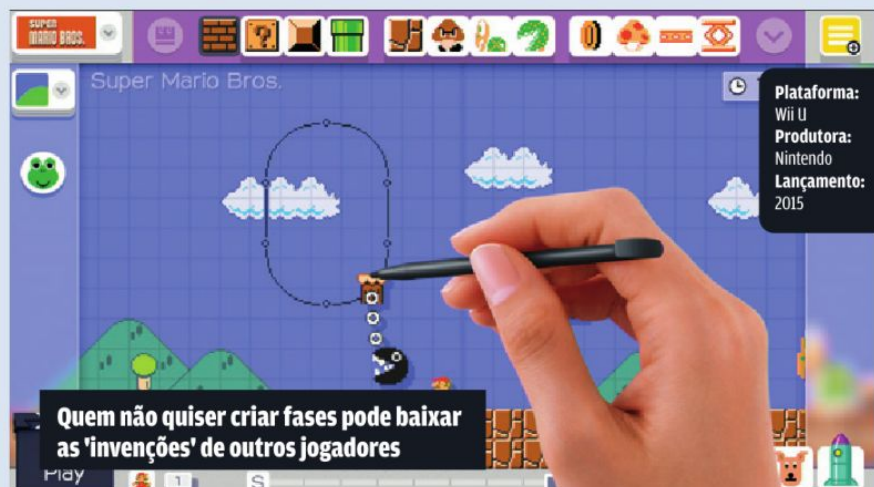 SUPER
MARIO BROS.
?
Super Mario Bros.
Plataforma:
Wii U
Produtora:
Nintendo
Lançamento:
2015
Quem não quiser criar fases pode baixar
as 'invenções' de outros jogadores
Play
1
S